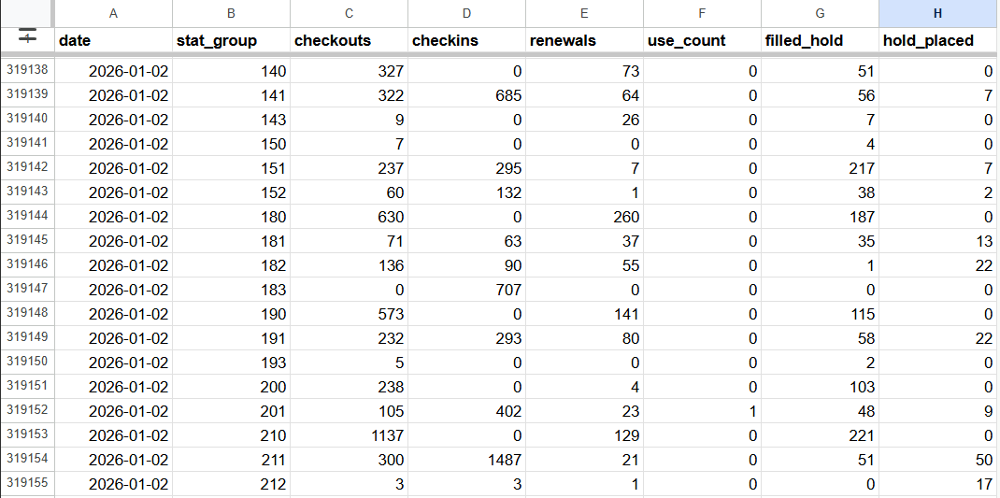 A B C D E F G H
1 date stat_group checkouts checkins renewals use_count filled_hold hold_placed
319138 2026-01-02 140 327 0 73 0 51 0
319139 2026-01-02 141 322 685 64 0 56 7
319140 2026-01-02 143 9 0 26 0 7 0
319141 2026-01-02 150 7 0 0 0 4 0
319142 2026-01-02 151 237 295 7 0 217 7
319143 2026-01-02 152 60 132 1 0 38 2
319144 2026-01-02 180 630 0 260 0 187 0
319145 2026-01-02 181 71 63 37 0 35 13
319146 2026-01-02 182 136 90 55 0 1 22
319147 2026-01-02 183 0 707 0 0 0 0
319148 2026-01-02 190 573 0 141 0 115 0
319149 2026-01-02 191 232 293 80 0 58 22
319150 2026-01-02 193 5 0 0 0 2 0
319151 2026-01-02 200 238 0 4 0 103 0
319152 2026-01-02 201 105 402 23 1 48 9
319153 2026-01-02 210 1137 0 129 0 221 0
319154 2026-01-02 211 300 1487 21 0 51 50
319155 2026-01-02 212 3 3 1 0 0 17